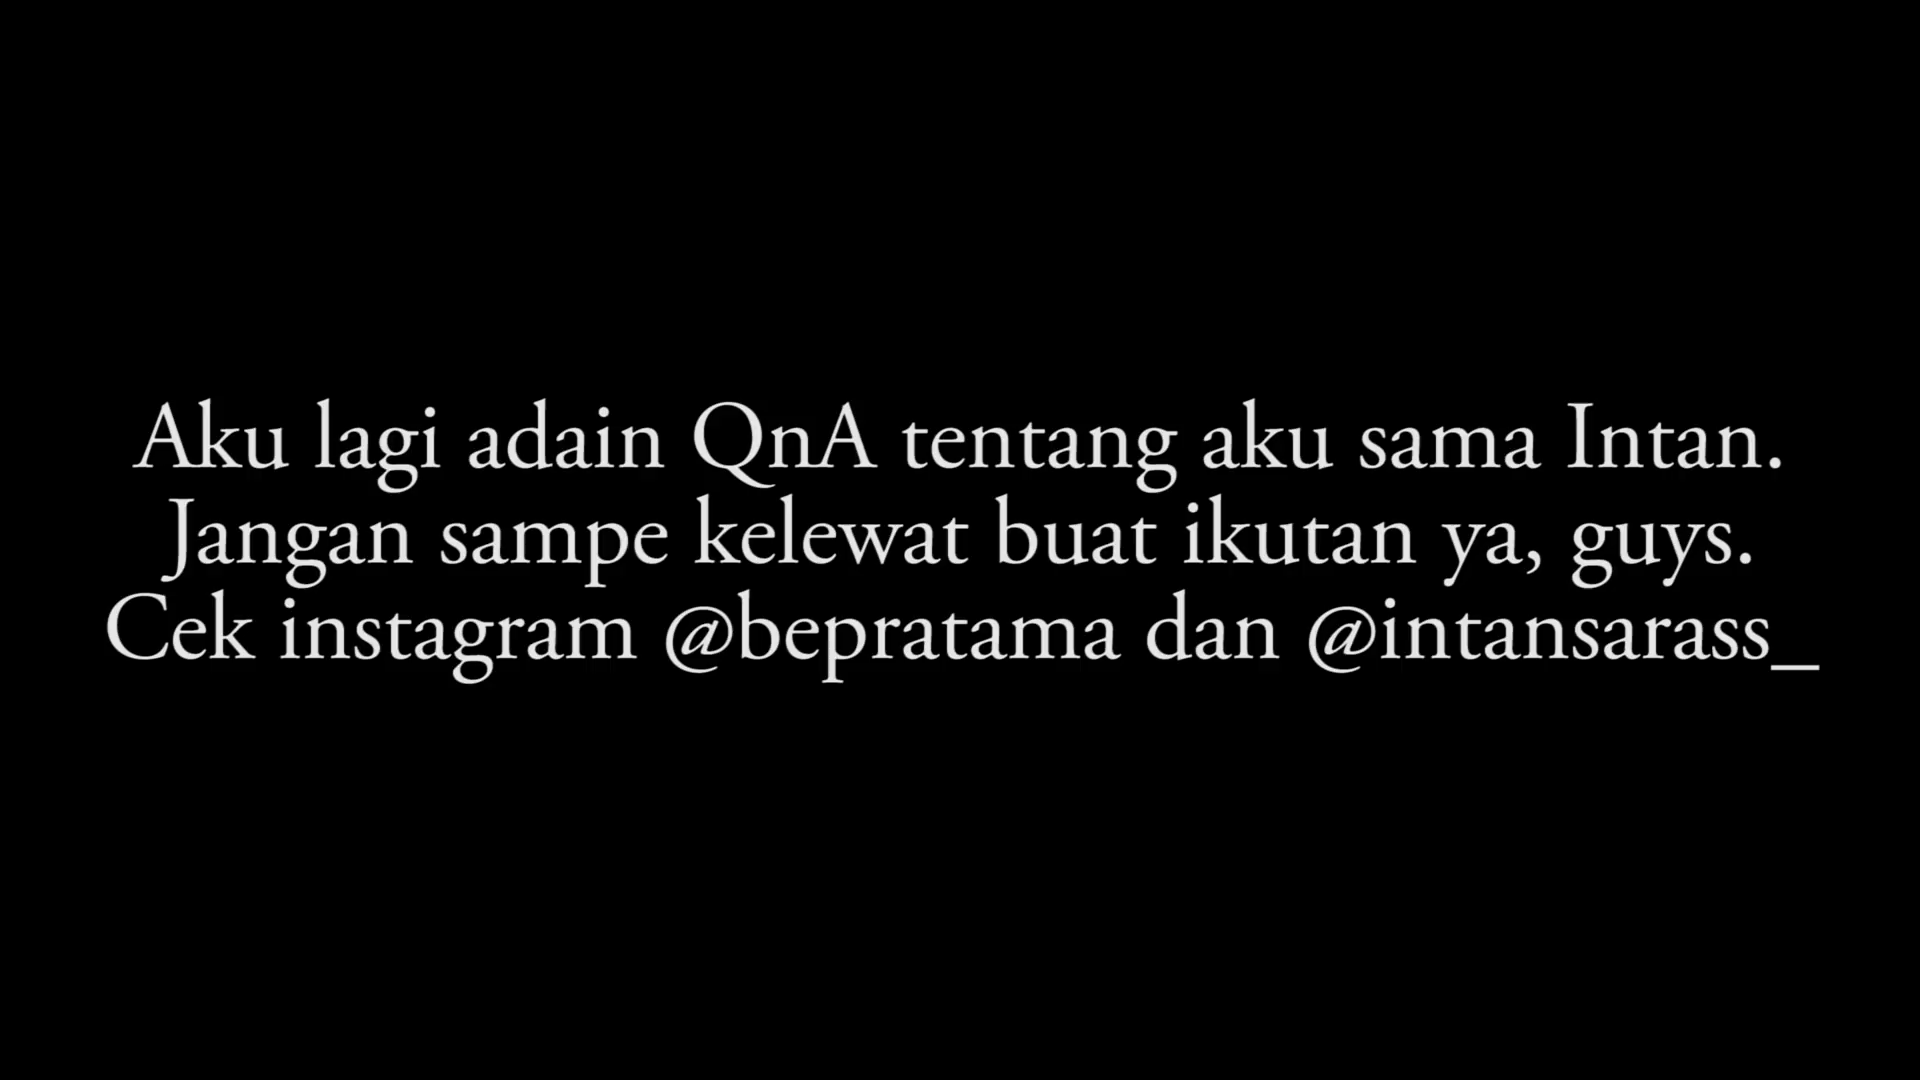 Aku lagi adain QnA tentang aku sama Intan.
Jangan sampe kelewat buat ikutan ya, guys.
Cek instagram @bepratama dan @intansarass_